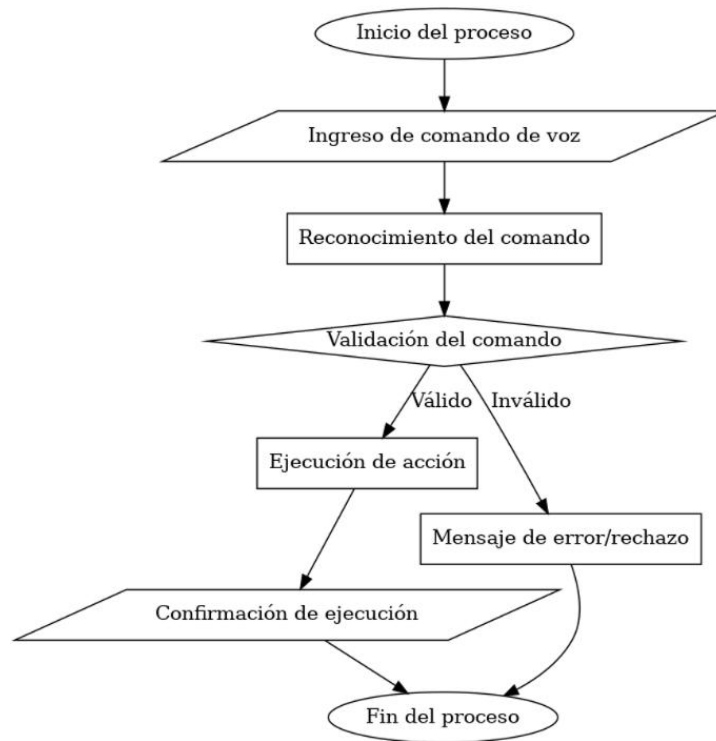 Inicio del proceso
Ingreso de comando de voz
Reconocimiento del comando
Validación del comando
Válido
Inválido
Ejecución de acción
Mensaje de error/rechazo
Confirmación de ejecución
Fin del proceso